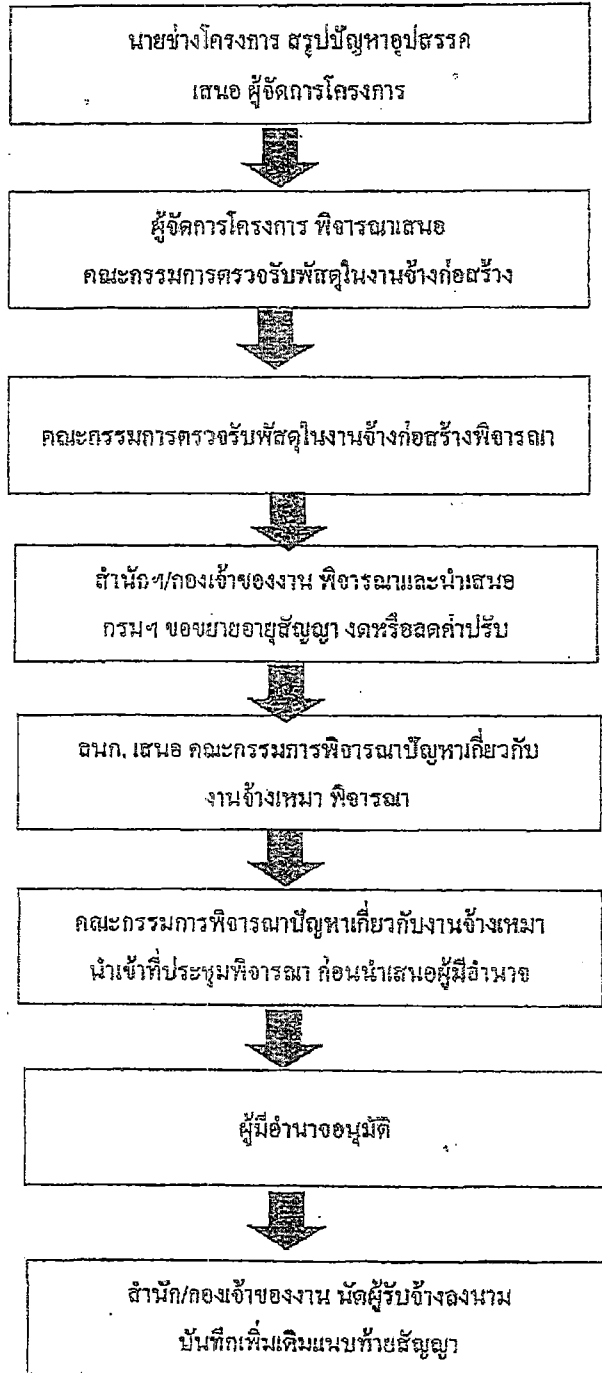 นายช่างโครงการ สรุปปัญหาอุปสรรค
เสนอ ผู้จัดการโครงการ
ผู้จัดการโครงการ พิจารณาเสนอ
คณะกรรมการตรวจรับพัสดุในงานจ้างก่อสร้าง
คณะกรรมการตรวจรับพัสดุในงานจ้างก่อสร้างพิจารณา
สำนักฯ/กองเจ้าของงาน พิจารณาและนำเสนอ
กรมฯ ขอขยายอายุสัญญา งดหรือลดค่าปรับ
ลนก. เสนอ คณะกรรมการพิจารณาปัญหาเกี่ยวกับ
งานจ้างเหมา พิจารณา
คณะกรรมการพิจารณาปัญหาเกี่ยวกับงานจ้างเหมา
นำเข้าที่ประชุมพิจารณา ก่อนนำเสนอผู้มีอำนาจ
ผู้มีอำนาจอนุมัติ
สำนัก/กองเจ้าของงาน นัดผู้รับจ้างลงนาม
บันทึกเพิ่มเติมแนบท้ายสัญญา